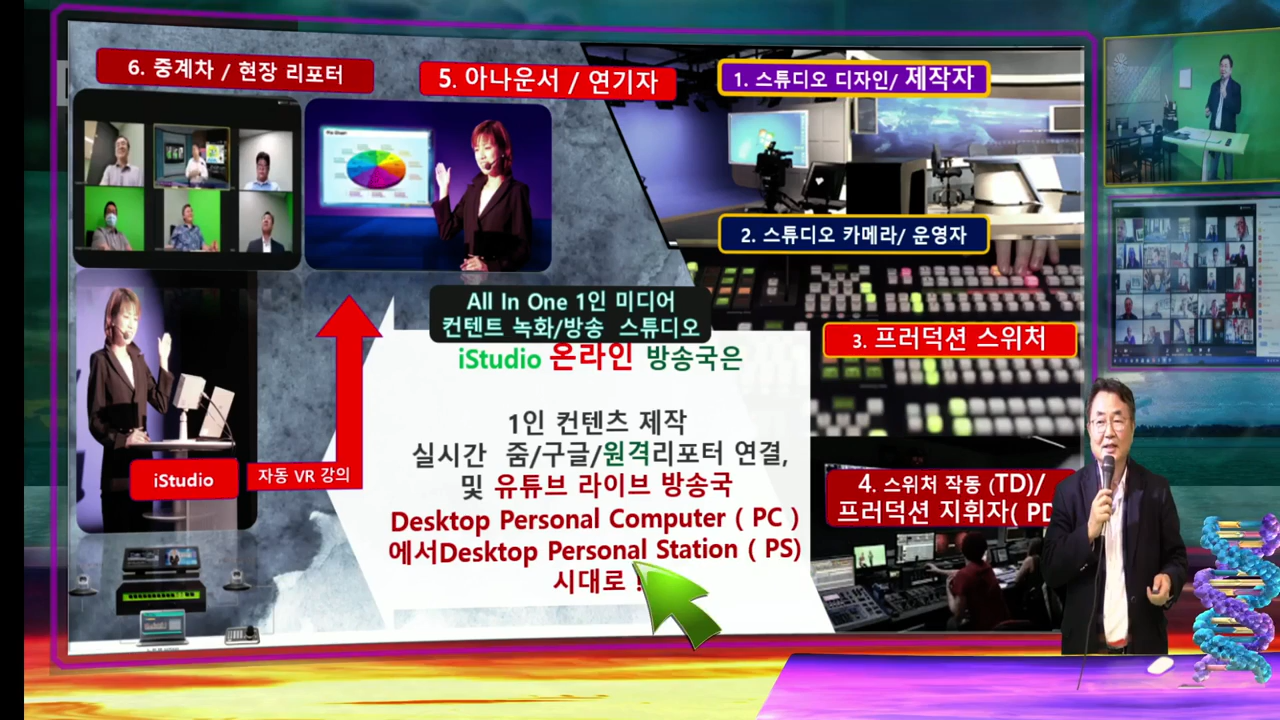 6. 중계차 / 현장 리포터
5. 아나운서 / 연기자
1. 스튜디오 디자인/ 제작자
2. 스튜디오 카메라/ 운영자
All In One 1인 미디어
컨텐트 녹화/방송 스튜디오
iStudio 온라인 방송국은
3. 프러덕션 스위처
1인 컨텐츠 제작
실시간 줌/구글/원격리포터 연결,
및 유튜브 라이브 방송국
Desktop Personal Computer ( PC )
에서Desktop Personal Station ( PS)
시대로 !
iStudio
자동 VR 강의
4. 스위처 작동 (TD)/
프러덕션 지휘자( PD